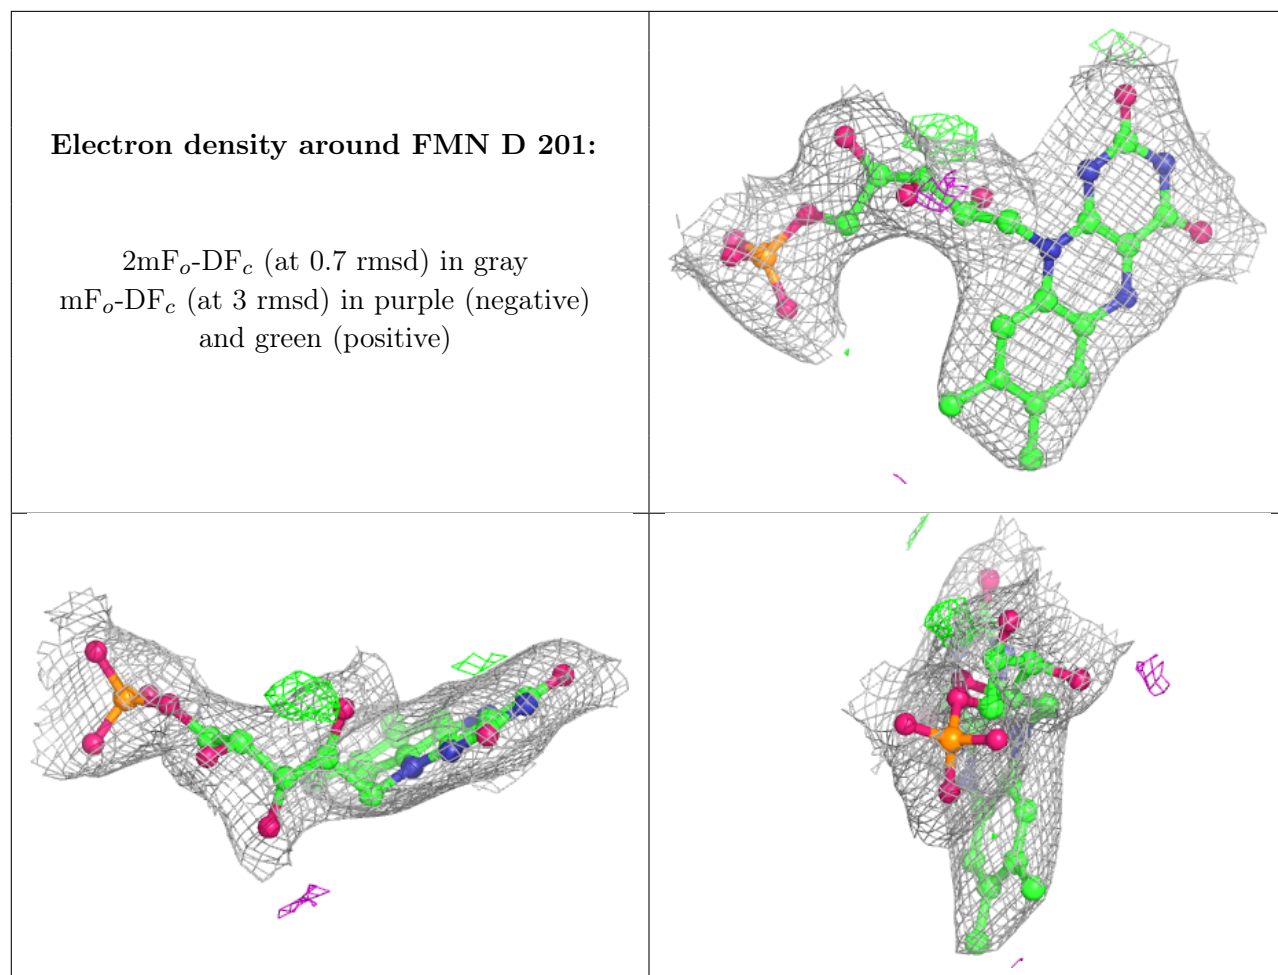 Electron density around FMN D 201:
2mFo-DFc (at 0.7 rmsd) in gray
mFo-DFc (at 3 rmsd) in purple (negative)
and green (positive)